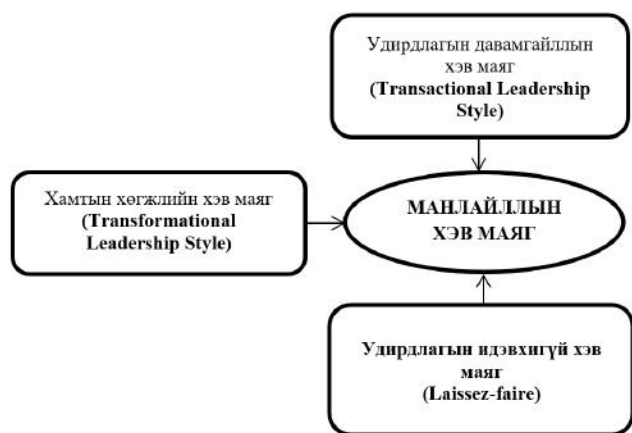 Удирдлагын давамгайллын
хэв маяг
(Transactional Leadership
Style)
Хамтын хөгжлийн хэв маяг
(Transformational
Leadership Style)
МАНЛАЙЛЛЫН
ХЭВ МАЯГ
Удирдлагын идэвхигүй хэв
маяг
(Laissez-faire)